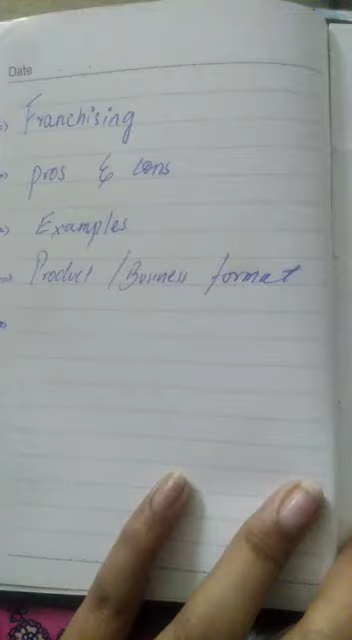 Date
-> Franchising
-> pros & cons
-> Examples
-> Product / Business format